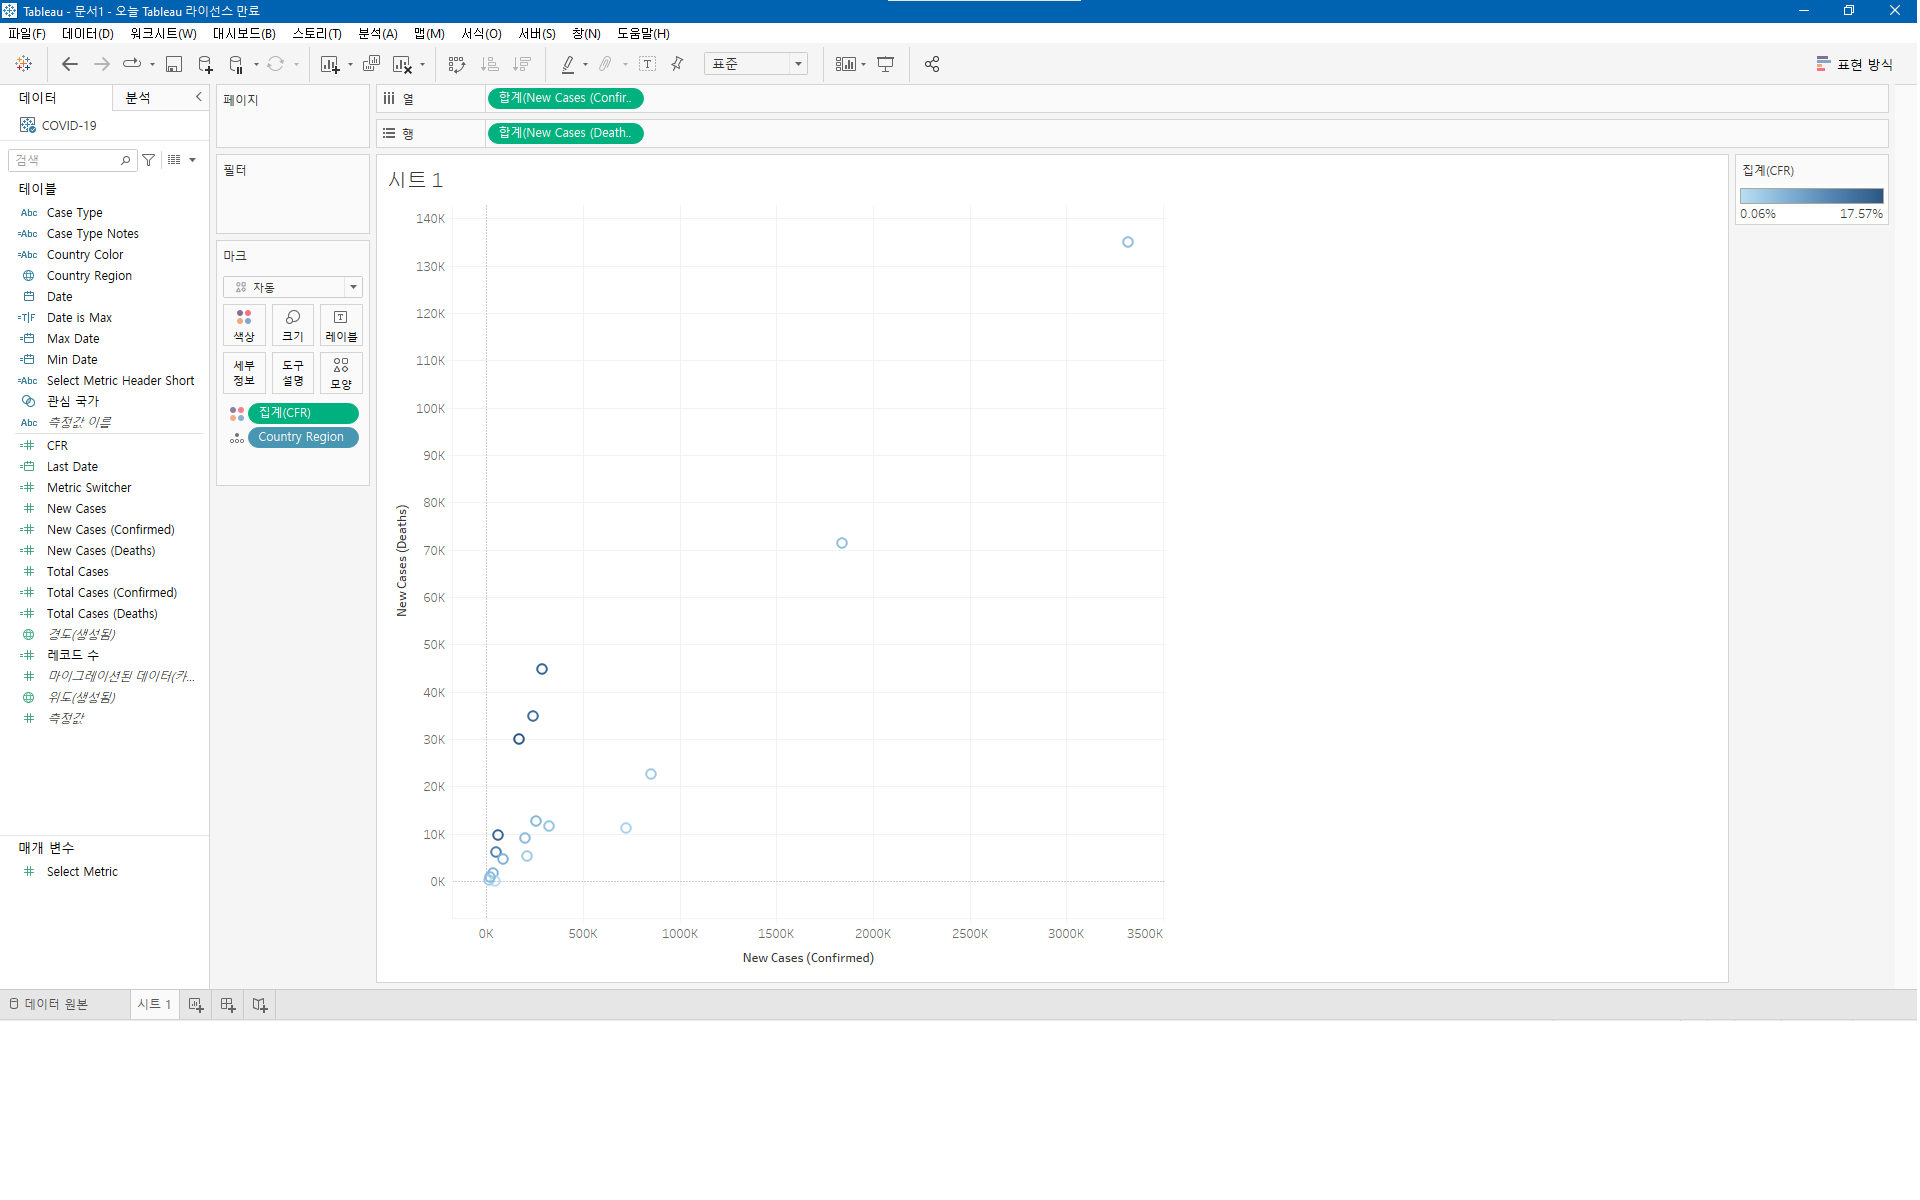 Tableau - 문서1 - 오늘 Tableau 라이선스 만료
파일(F) 데이터(D) 워크시트(W) 대시보드(B) 스토리(T) 분석(A) 맵(M) 서식(O) 서버(S) 창(N) 도움말(H)
표준
표현 방식
데이터 분석
COVID-19
검색
테이블
Abc Case Type
=Abc Case Type Notes
=Abc Country Color
Country Region
Date
=T|F Date is Max
Max Date
Min Date
=Abc Select Metric Header Short
관심 국가
Abc 측정값 이름
CFR
Last Date
Metric Switcher
New Cases
New Cases (Confirmed)
New Cases (Deaths)
Total Cases
Total Cases (Confirmed)
Total Cases (Deaths)
경도(생성됨)
레코드 수
마이그레이션된 데이터(카...
위도(생성됨)
측정값
매개 변수
Select Metric
페이지
필터
마크
자동
색상 크기 레이블
세부 정보 도구 설명 모양
집계(CFR)
Country Region
열 합계(New Cases (Confir..
행 합계(New Cases (Death..
시트 1
140K
130K
120K
110K
100K
90K
80K
70K
60K
50K
40K
30K
20K
10K
0K
New Cases (Deaths)
0K 500K 1000K 1500K 2000K 2500K 3000K 3500K
New Cases (Confirmed)
집계(CFR)
0.06% 17.57%
데이터 원본 시트 1